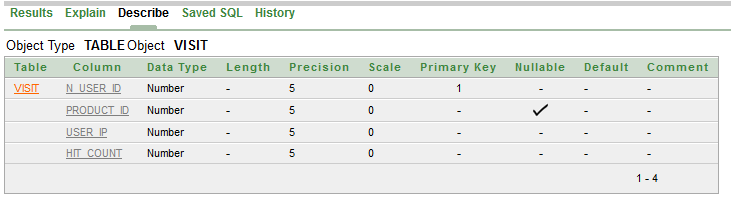 Results Explain Describe Saved SQL History
Object Type TABLE Object VISIT
Table Column Data Type Length Precision Scale Primary Key Nullable Default Comment
VISIT N_USER_ID Number - 5 0 1 - - -
PRODUCT_ID Number - 5 0 - ✓ - -
USER_IP Number - 5 0 - - - -
HIT_COUNT Number - 5 0 - - - -
1 - 4